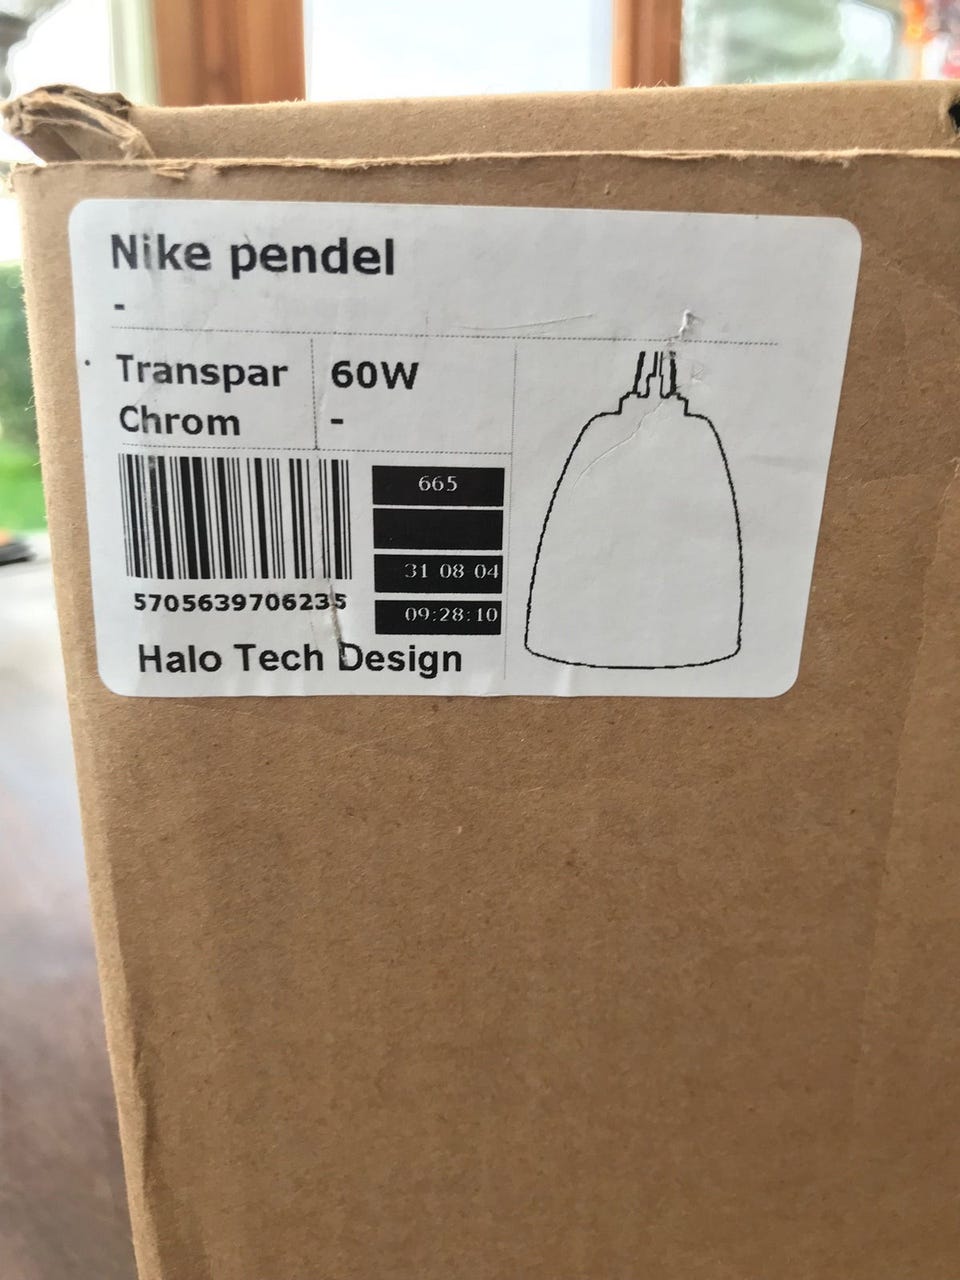 Nike pendel
-
Transpar
Chrom
60W
-
665
31 08 04
09:28:10
5705639706235
Halo Tech Design